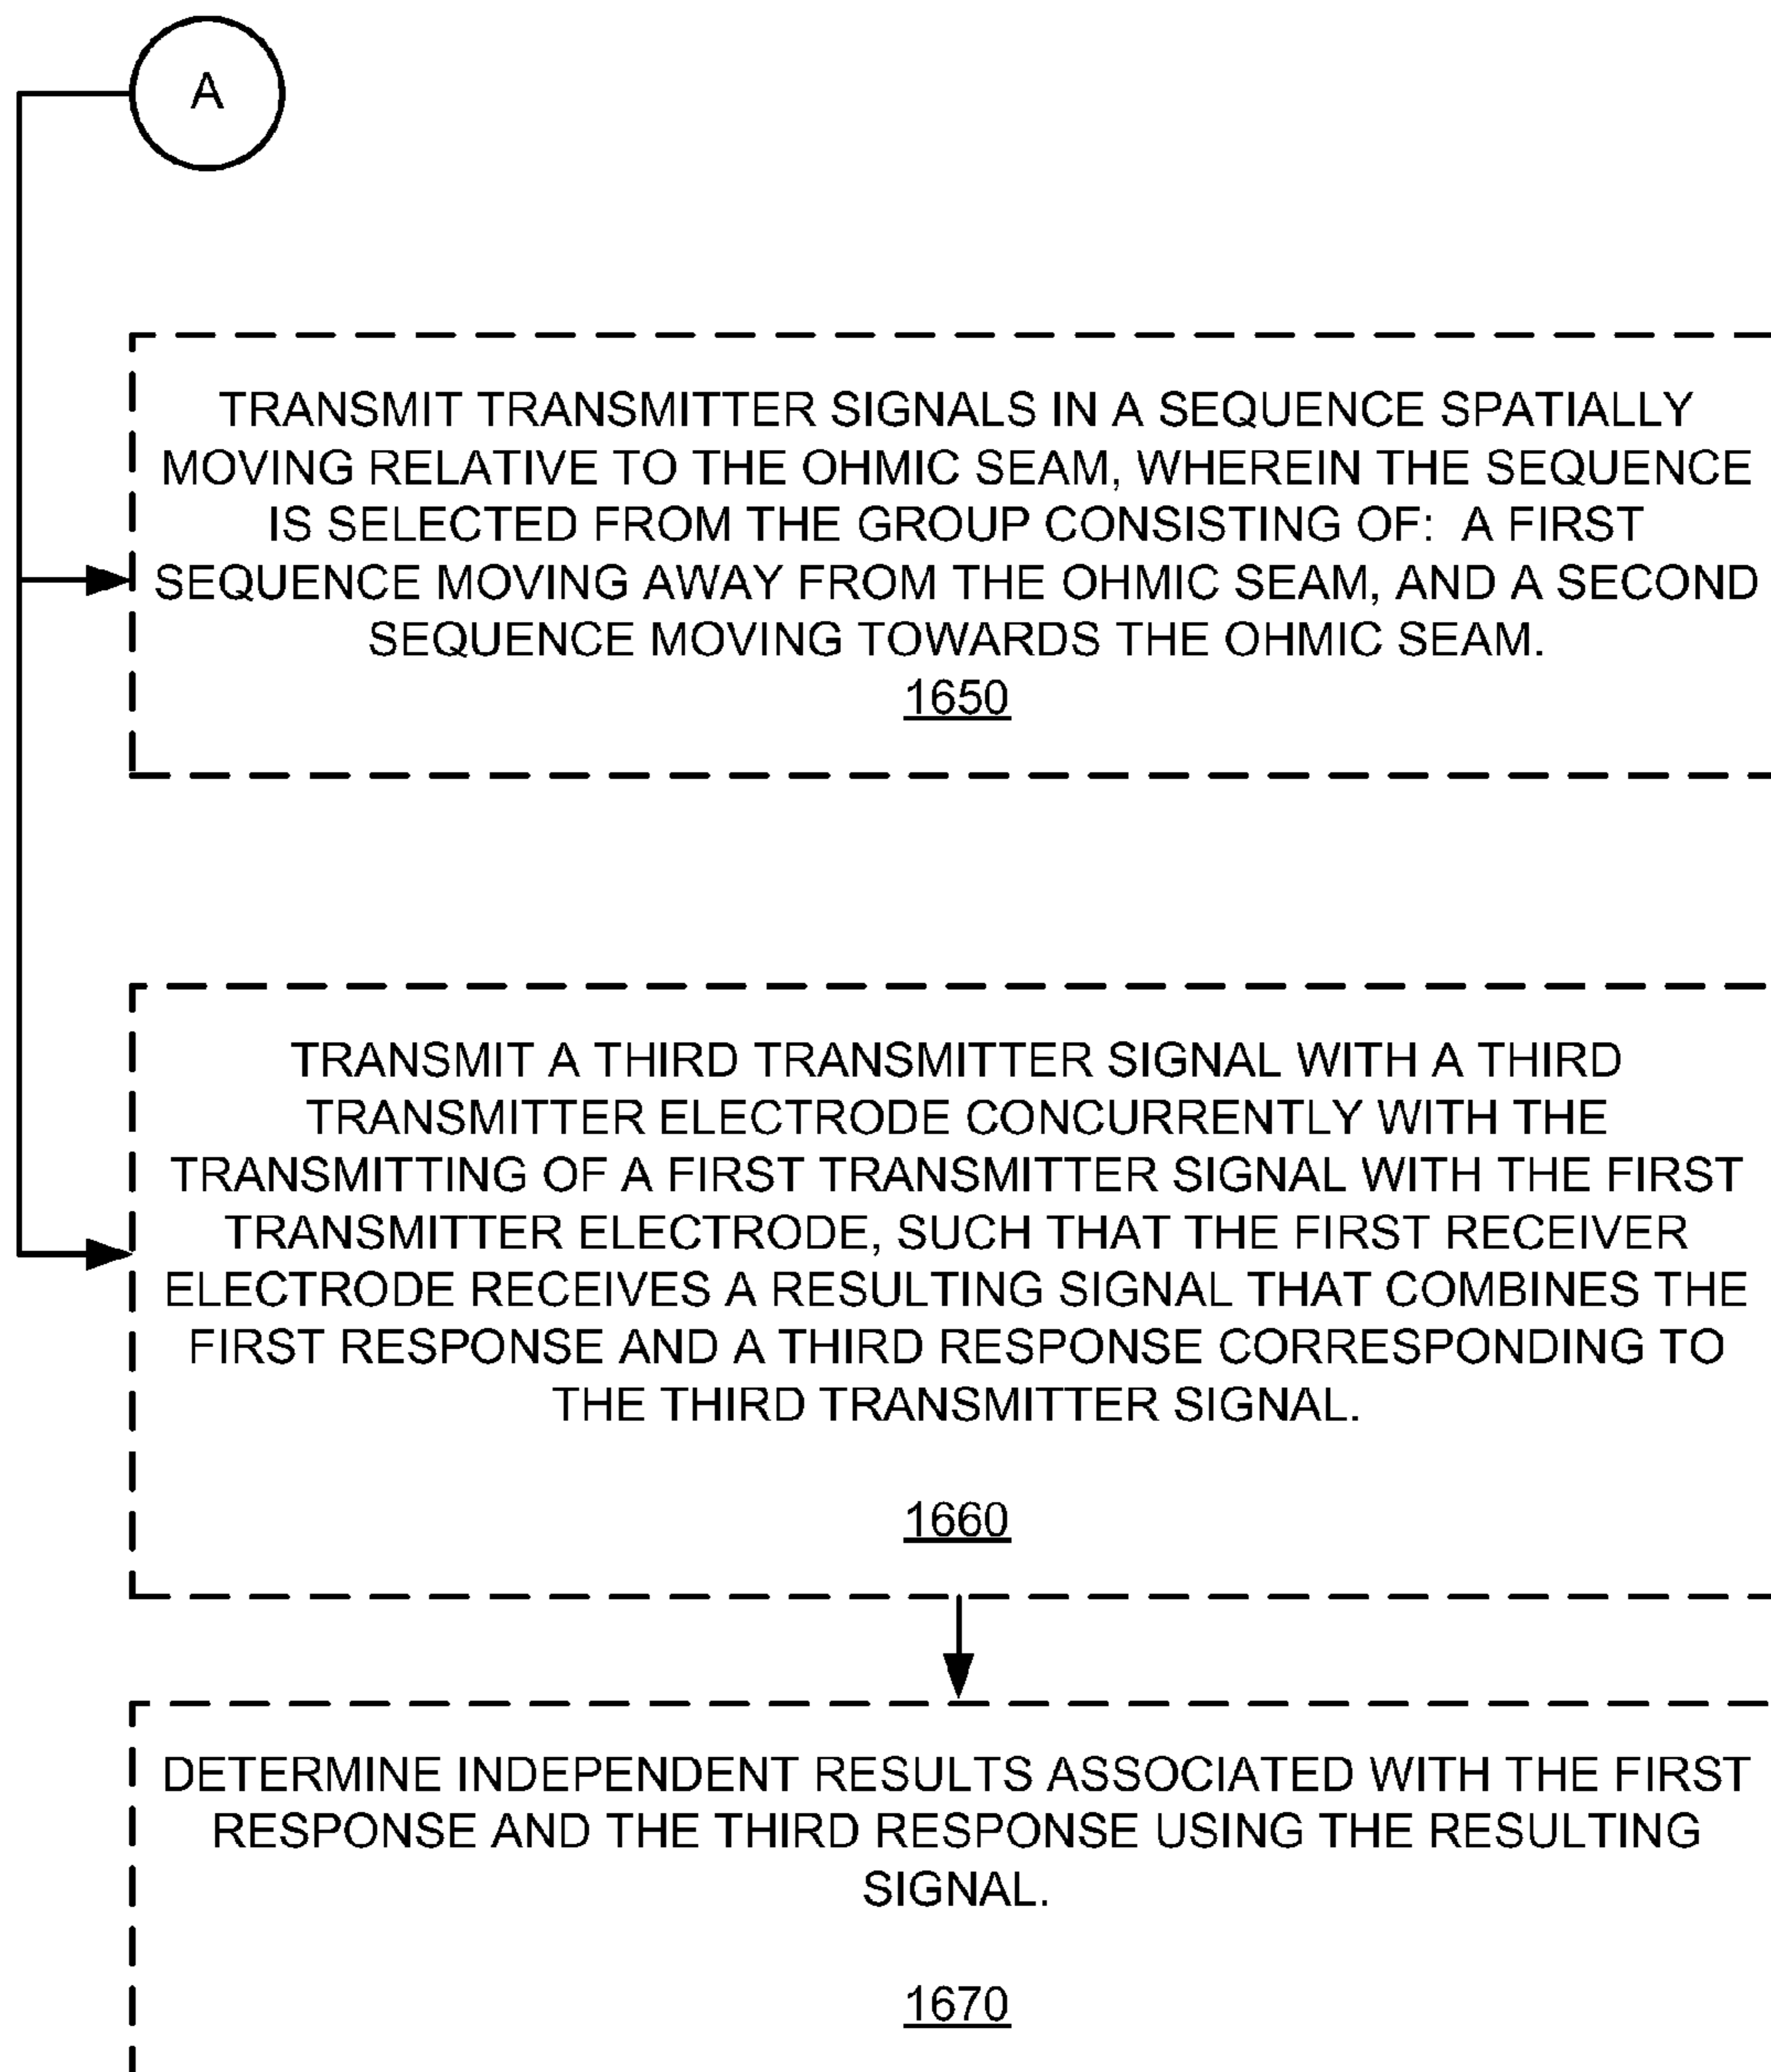 A
TRANSMIT TRANSMITTER SIGNALS IN A SEQUENCE SPATIALLY
MOVING RELATIVE TO THE OHMIC SEAM, WHEREIN THE SEQUENCE
IS SELECTED FROM THE GROUP CONSISTING OF:  A FIRST
SEQUENCE MOVING AWAY FROM THE OHMIC SEAM, AND A SECOND
SEQUENCE MOVING TOWARDS THE OHMIC SEAM.
1650
TRANSMIT A THIRD TRANSMITTER SIGNAL WITH A THIRD
TRANSMITTER ELECTRODE CONCURRENTLY WITH THE
TRANSMITTING OF A FIRST TRANSMITTER SIGNAL WITH THE FIRST
TRANSMITTER ELECTRODE, SUCH THAT THE FIRST RECEIVER
ELECTRODE RECEIVES A RESULTING SIGNAL THAT COMBINES THE
FIRST RESPONSE AND A THIRD RESPONSE CORRESPONDING TO
THE THIRD TRANSMITTER SIGNAL.
1660
DETERMINE INDEPENDENT RESULTS ASSOCIATED WITH THE FIRST
RESPONSE AND THE THIRD RESPONSE USING THE RESULTING
SIGNAL.
1670